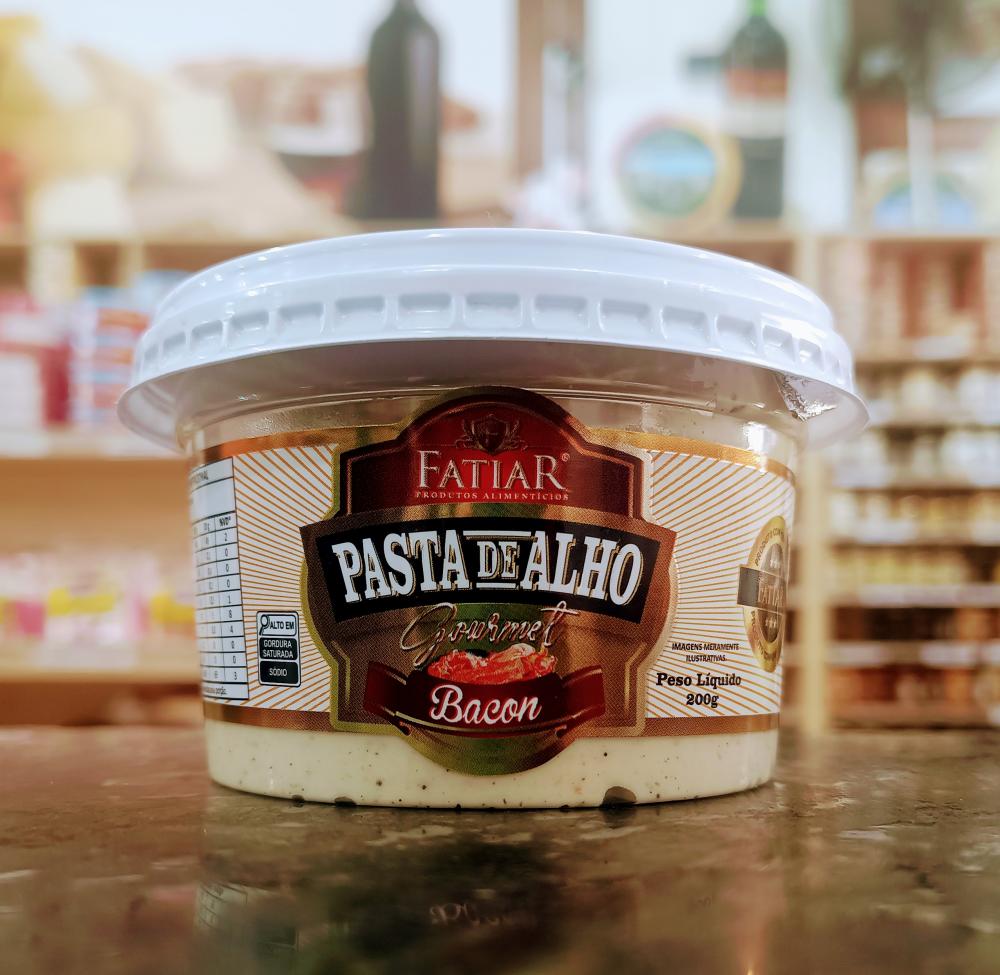 FATIAR®
PRODUTOS ALIMENTÍCIOS
PASTA DE ALHO
Gourmet
Bacon
ALTO EM
GORDURA
SATURADA
SÓDIO
IMAGENS MERAMENTE
ILUSTRATIVAS
Peso Líquido
200g